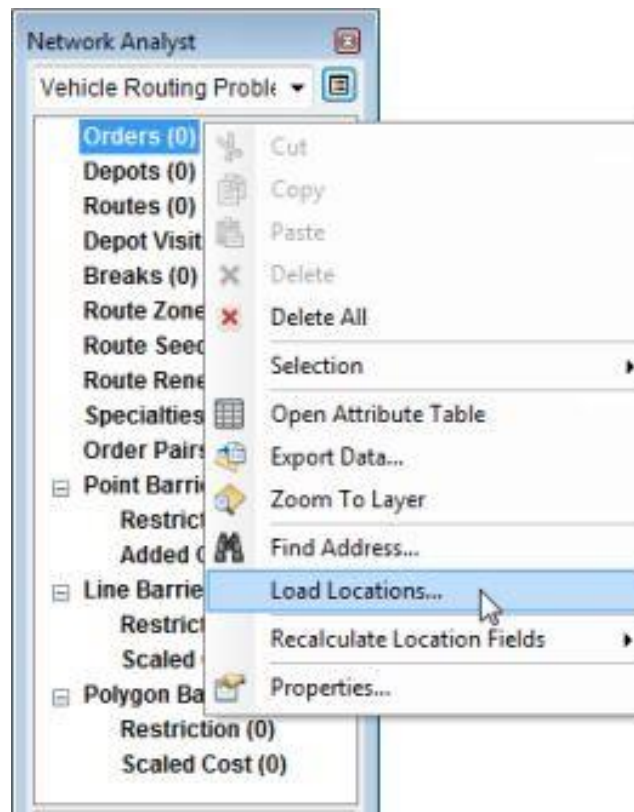 Network Analyst
Vehicle Routing Proble
Orders (0)
Depots (0)
Routes (0)
Depot Visit
Breaks (0)
Route Zone
Route Seed
Route Rene
Specialties
Order Pairs
Point Barrie
Restrict
Added C
Line Barrie
Restrict
Scaled
Polygon Ba
Restriction (0)
Scaled Cost (0)
Cut
Copy
Paste
Delete
Delete All
Selection
Open Attribute Table
Export Data...
Zoom To Layer
Find Address...
Load Locations...
Recalculate Location Fields
Properties...